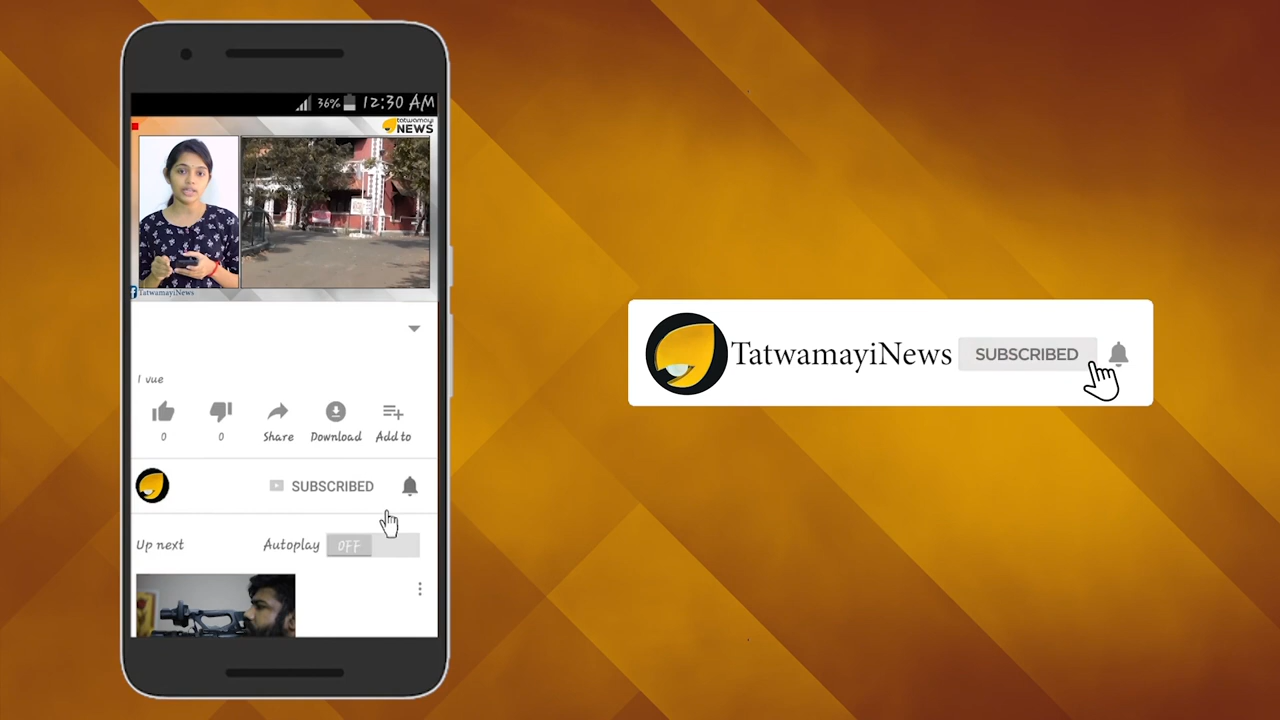 36% 12:30 AM
tatwamayi
NEWS
TatwamayiNews
1 vue
0 0 Share Download Add to
SUBSCRIBED
Up next Autoplay OFF
TatwamayiNews SUBSCRIBED